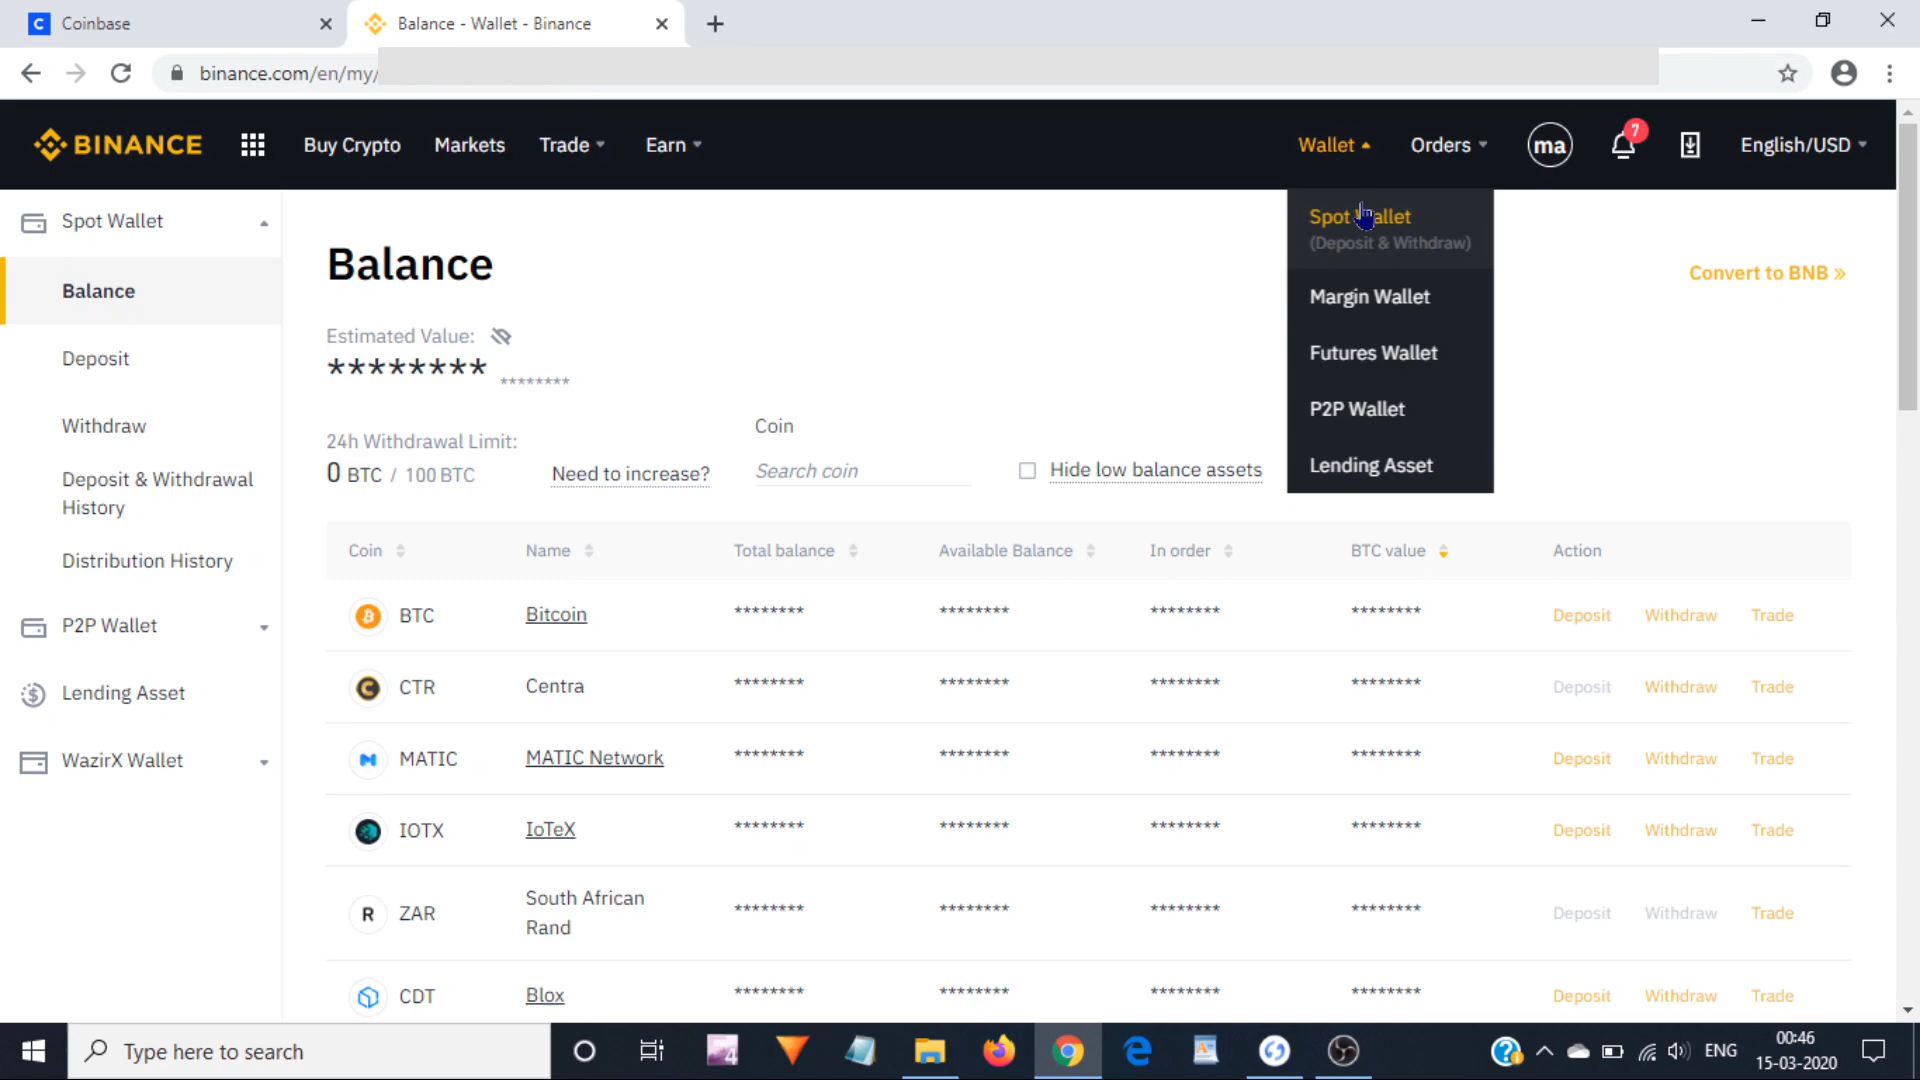 Coinbase
Balance - Wallet - Binance
binance.com/en/my/
BINANCE
Buy Crypto
Markets
Trade
Earn
Wallet
Orders
ma
7
English/USD
Spot Wallet
Balance
Deposit
Withdraw
Deposit & Withdrawal
History
Distribution History
P2P Wallet
Lending Asset
WazirX Wallet
Spot Wallet
(Deposit & Withdraw)
Margin Wallet
Futures Wallet
P2P Wallet
Lending Asset
Balance
Convert to BNB »
Estimated Value:
******** ********
24h Withdrawal Limit:
0 BTC / 100 BTC
Need to increase?
Coin
Search coin
Hide low balance assets
Coin Name Total balance Available Balance In order BTC value Action
BTC Bitcoin ******** ******** ******** ******** Deposit Withdraw Trade
CTR Centra ******** ******** ******** ******** Deposit Withdraw Trade
MATIC MATIC Network ******** ******** ******** ******** Deposit Withdraw Trade
IOTX IoTeX ******** ******** ******** ******** Deposit Withdraw Trade
R ZAR South African
Rand ******** ******** ******** ******** Deposit Withdraw Trade
CDT Blox ******** ******** ******** ******** Deposit Withdraw Trade
Type here to search
4
ENG
00:46
15-03-2020